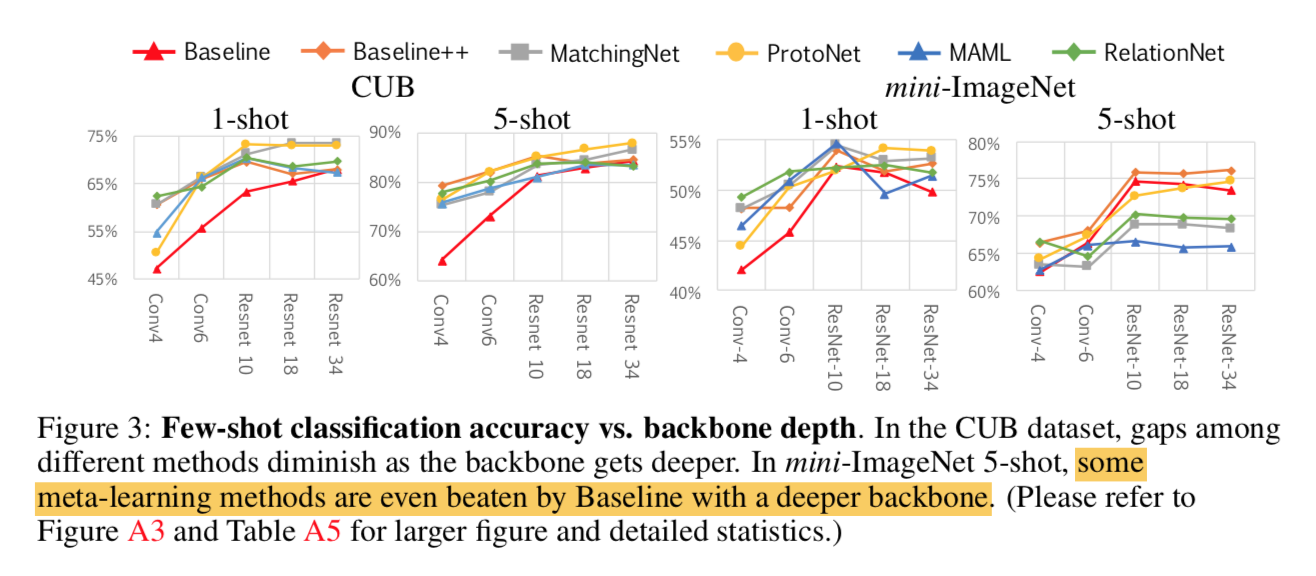 Baseline Baseline++ MatchingNet ProtoNet MAML RelationNet
CUB
mini-ImageNet
1-shot
5-shot
1-shot
5-shot
75%
65%
55%
45%
Conv4
Conv6
Resnet 10
Resnet 18
Resnet 34
90%
80%
70%
60%
Conv4
Conv6
Resnet 10
Resnet 18
Resnet 34
55%
50%
45%
40%
Conv-4
Conv-6
ResNet-10
ResNet-18
ResNet-34
80%
75%
70%
65%
60%
Conv-4
Conv-6
ResNet-10
ResNet-18
ResNet-34
Figure 3: Few-shot classification accuracy vs. backbone depth. In the CUB dataset, gaps among
different methods diminish as the backbone gets deeper. In mini-ImageNet 5-shot, some
meta-learning methods are even beaten by Baseline with a deeper backbone. (Please refer to
Figure A3 and Table A5 for larger figure and detailed statistics.)